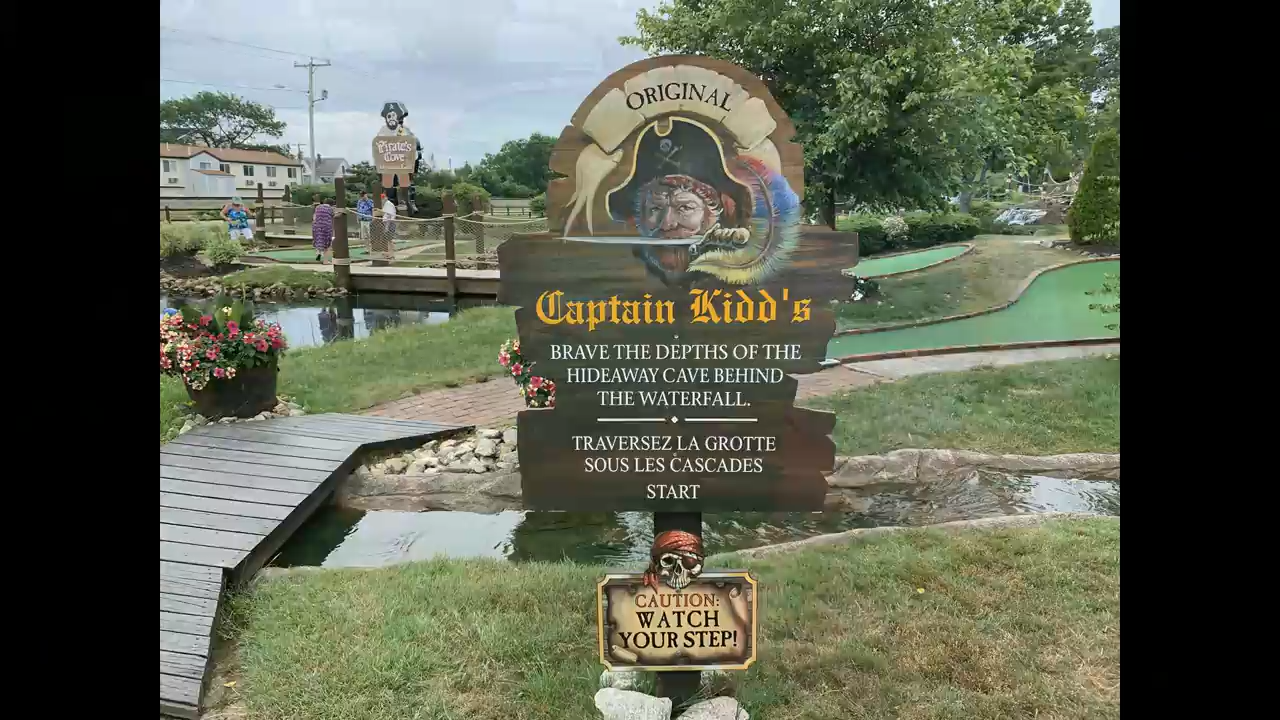 ORIGINAL
Pirate's
Cove
Captain Kidd's
BRAVE THE DEPTHS OF THE
HIDEAWAY CAVE BEHIND
THE WATERFALL.
TRAVERSEZ LA GROTTE
SOUS LES CASCADES
START
CAUTION:
WATCH
YOUR STEP!